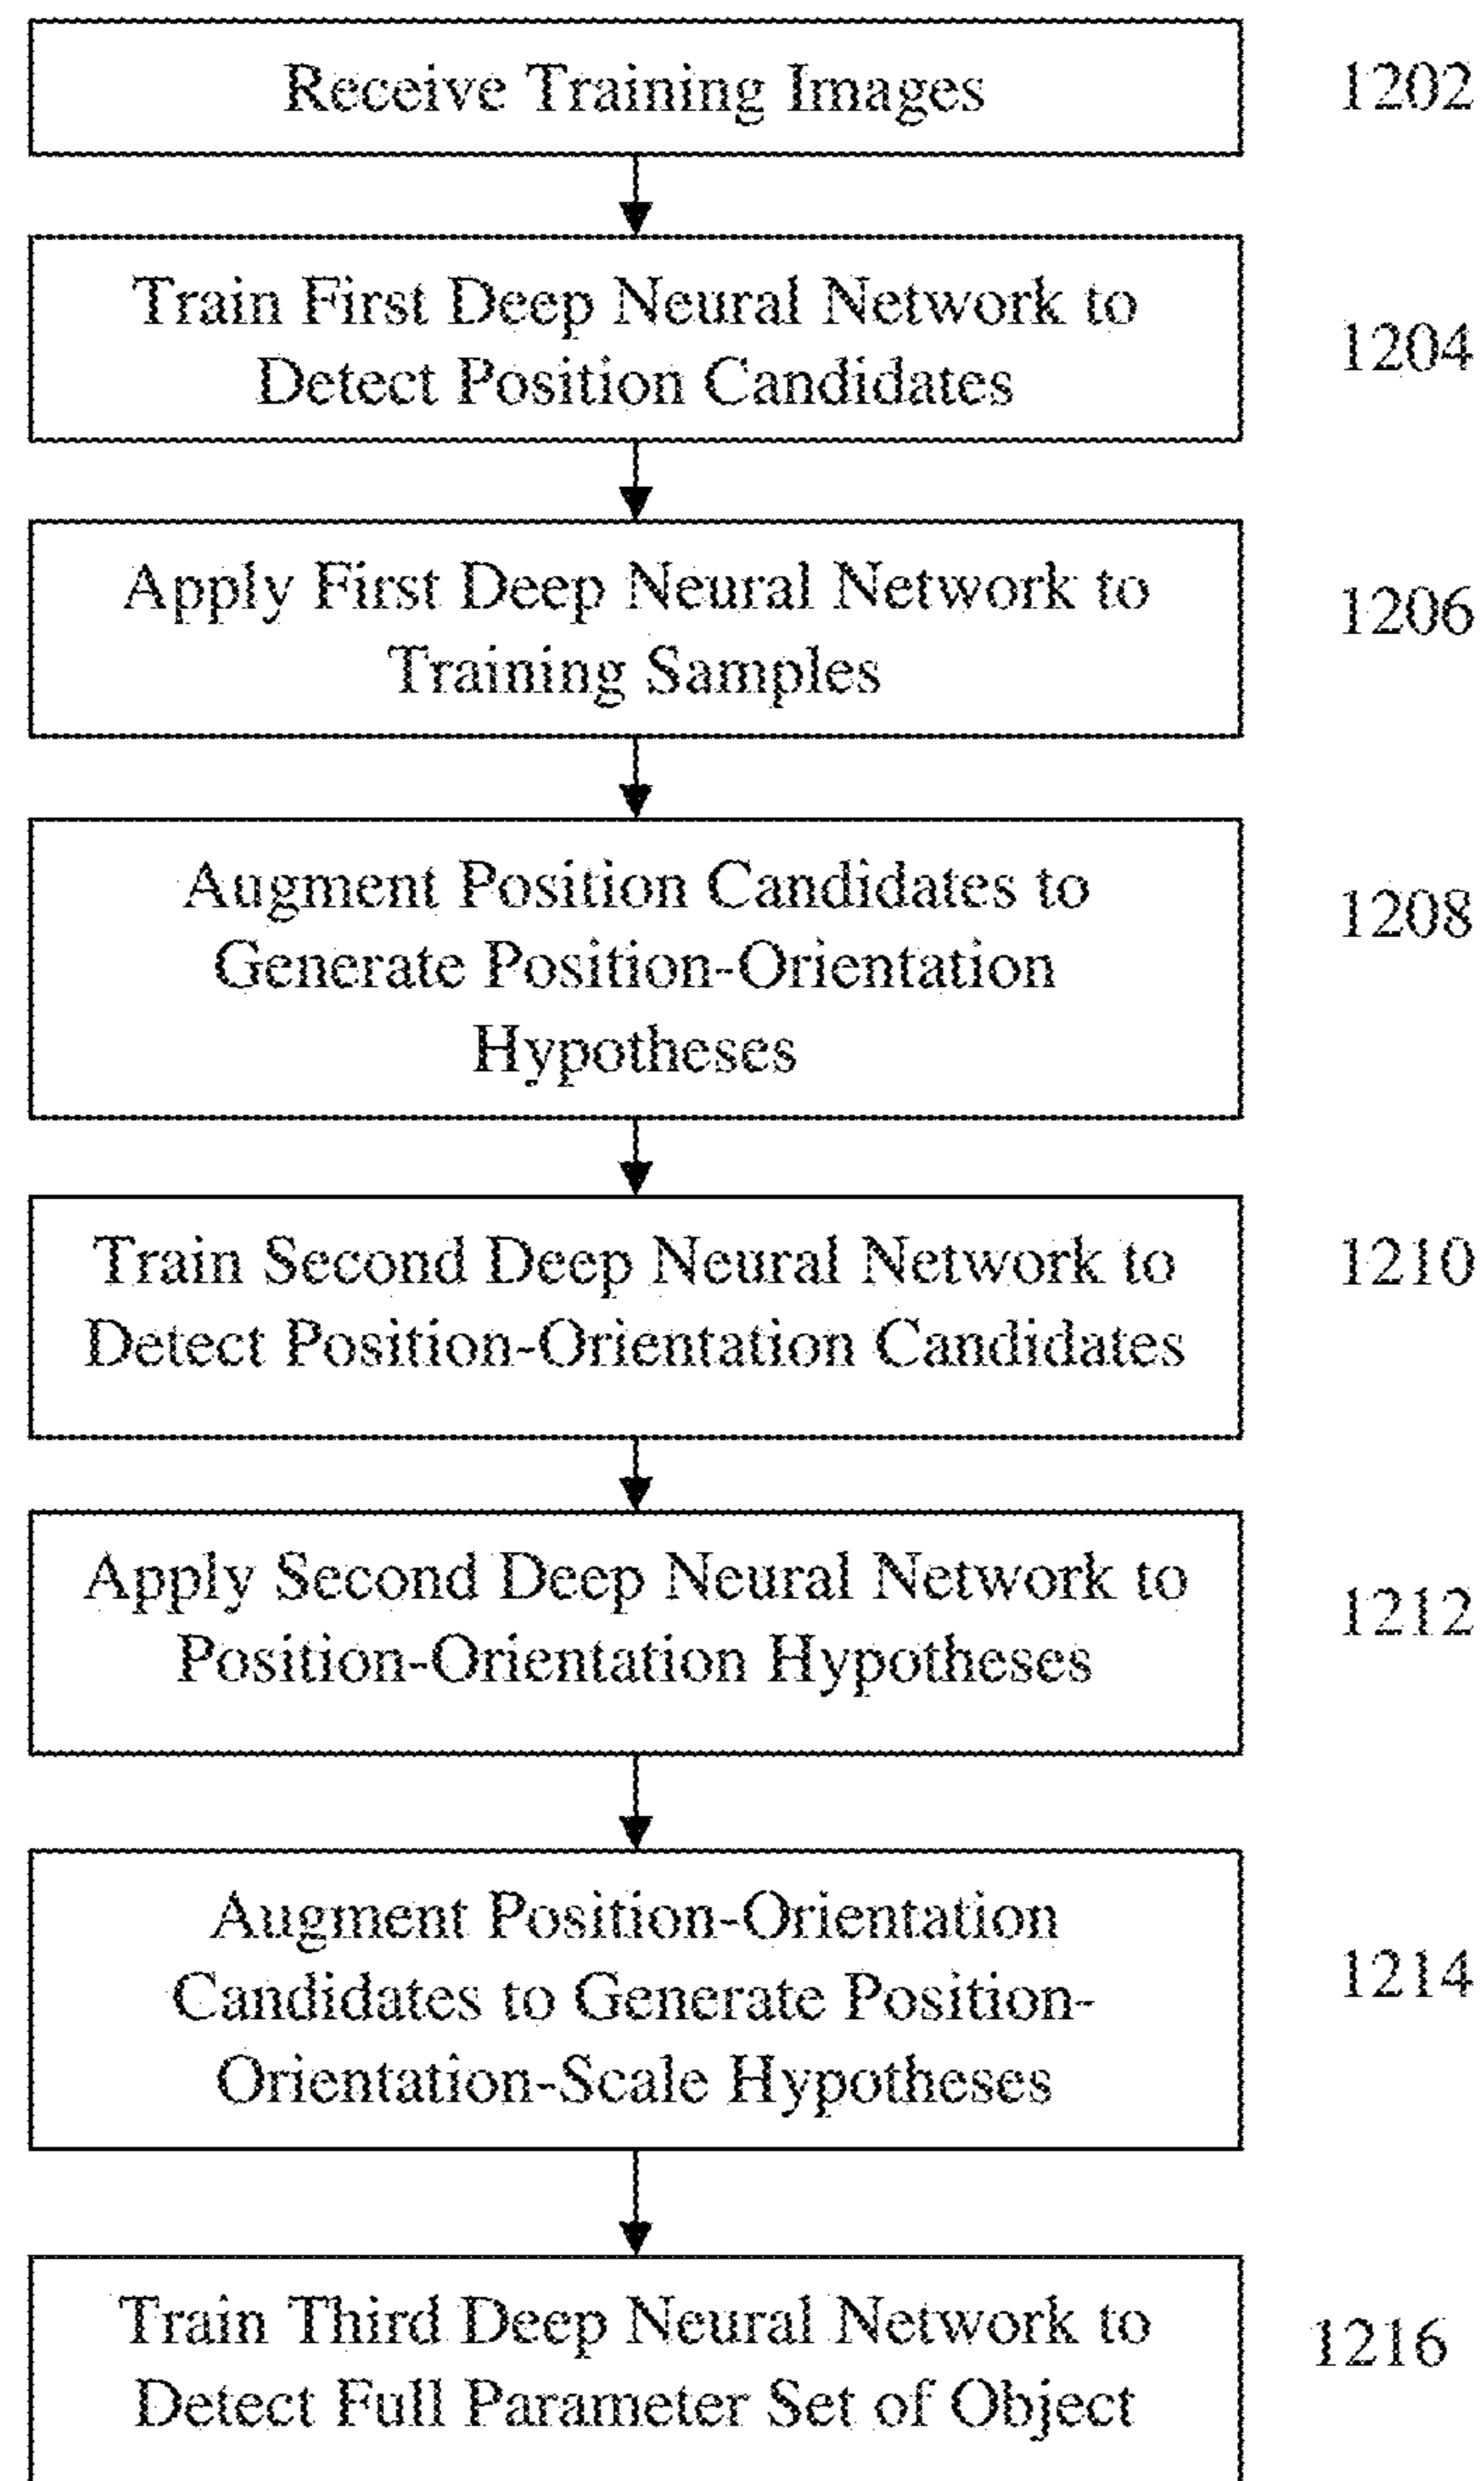 Receive Training Images
1202
Train First Deep Neural Network to
Detect Position Candidates
1204
Apply First Deep Neural Network to
Training Samples
1206
Augment Position Candidates to
Generate Position-Orientation
Hypotheses
1208
Train Second Deep Neural Network to
Detect Position-Orientation Candidates
1210
Apply Second Deep Neural Network to
Position-Orientation Hypotheses
1212
Augment Position-Orientation
Candidates to Generate Position-
Orientation-Scale Hypotheses
1214
Train Third Deep Neural Network to
Detect Full Parameter Set of Object
1216